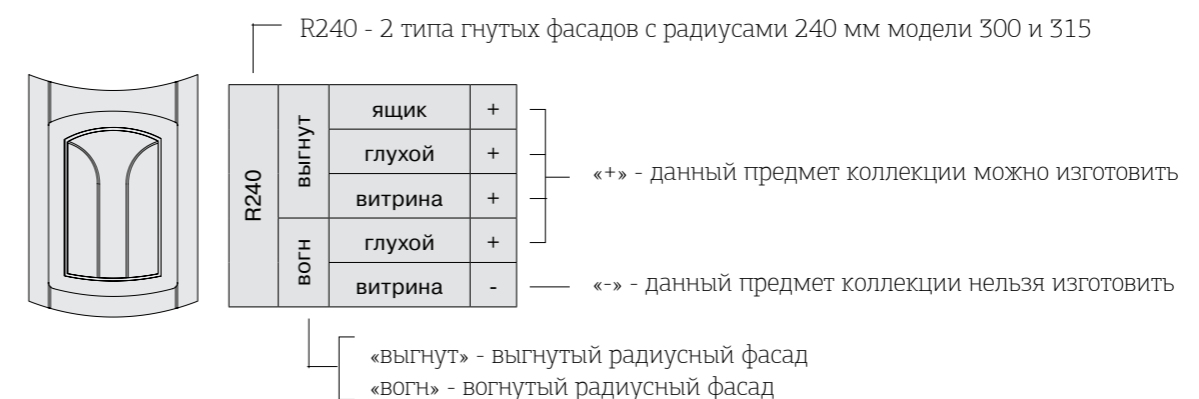 R240 - 2 типа гнутых фасадов с радиусами 240 мм модели 300 и 315
R240
выгнут
ящик +
глухой +
витрина +
«+» - данный предмет коллекции можно изготовить
вогн
глухой +
витрина -
«-» - данный предмет коллекции нельзя изготовить
«выгнут» - выгнутый радиусный фасад
«вогн» - вогнутый радиусный фасад